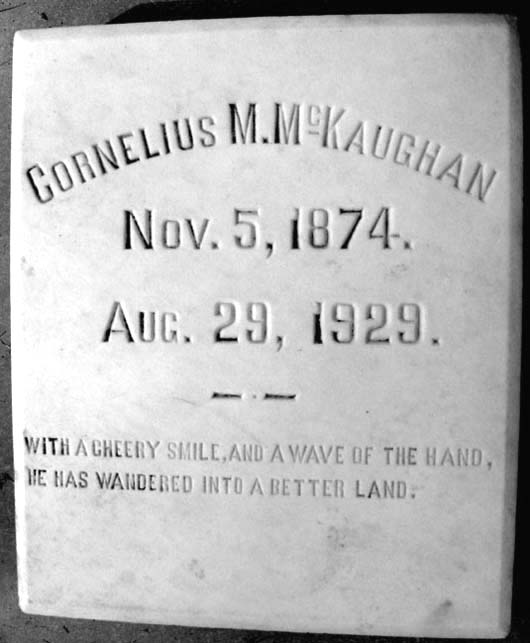 CORNELIUS M. McKAUGHAN
NOV. 5, 1874.
AUG. 29, 1929.
WITH A CHEERY SMILE, AND A WAVE OF THE HAND,
HE HAS WANDERED INTO A BETTER LAND.